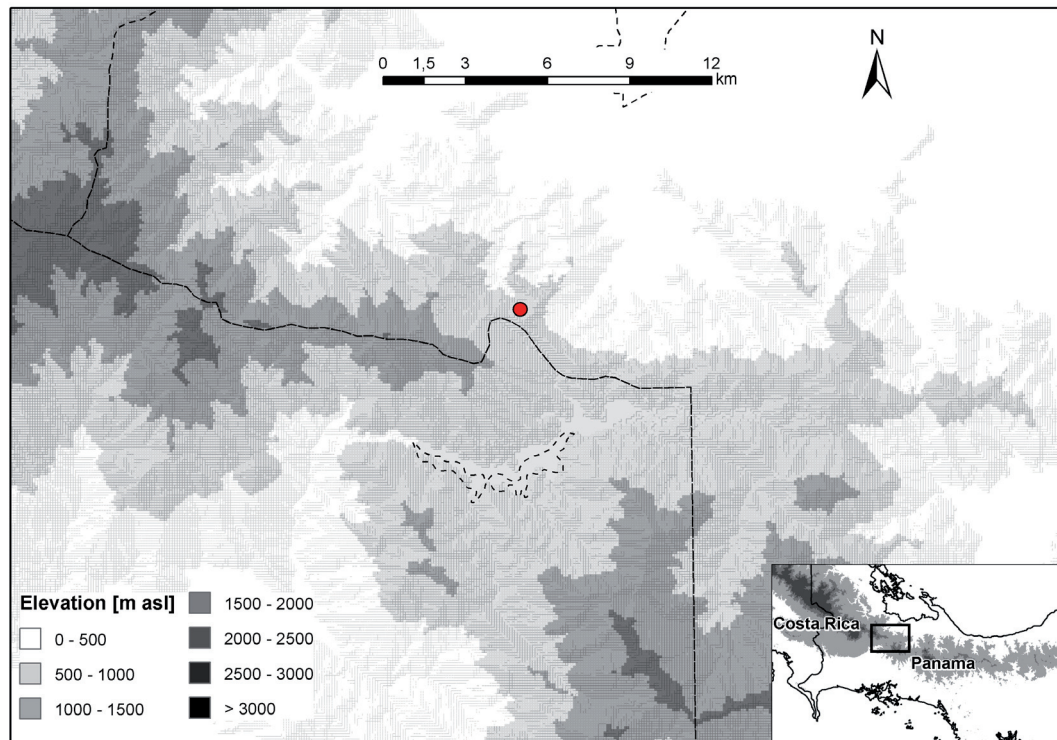 N
0 1,5 3 6 9 12
km
Elevation [m asl]
0 - 500
500 - 1000
1000 - 1500
1500 - 2000
2000 - 2500
2500 - 3000
> 3000
Costa Rica
Panama